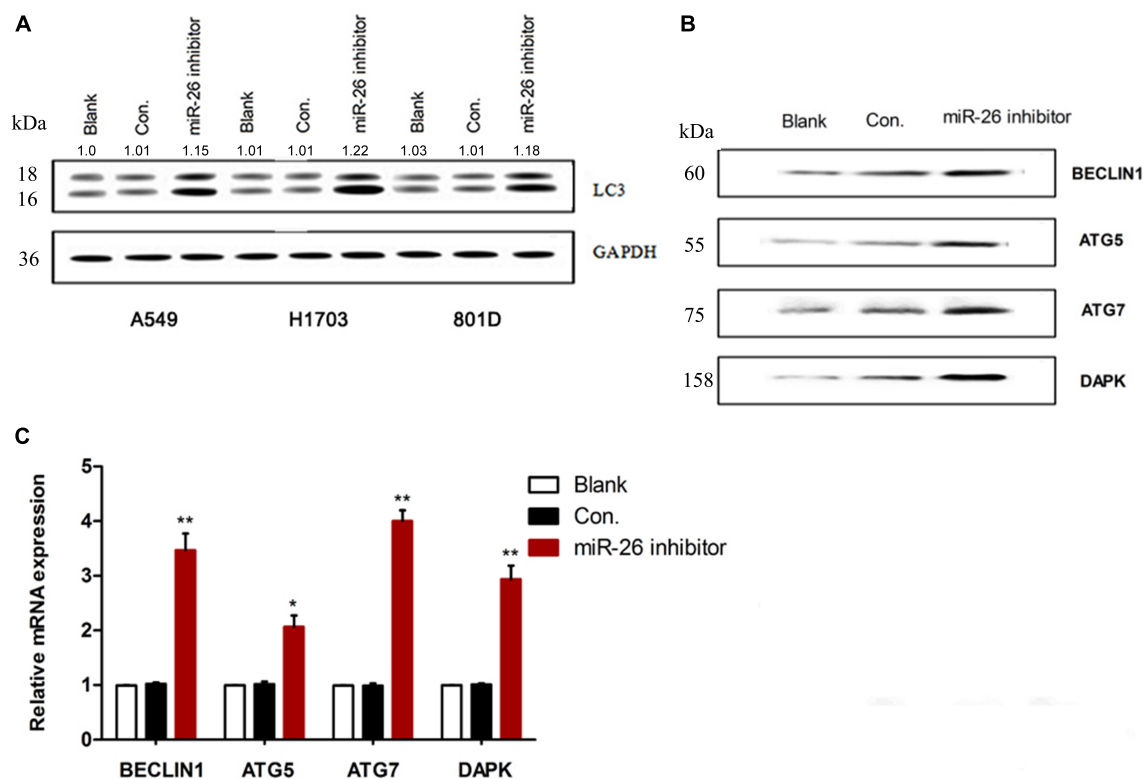 A
Blank Con. miR-26 inhibitor Blank Con. miR-26 inhibitor Blank Con. miR-26 inhibitor
kDa
1.0 1.01 1.15 1.01 1.01 1.22 1.03 1.01 1.18
18
16
LC3
36
GAPDH
A549 H1703 801D
B
kDa
Blank Con. miR-26 inhibitor
60 BECLIN1
55 ATG5
75 ATG7
158 DAPK
C
Relative mRNA expression
5
4
3
2
1
0
** * ** **
BECLIN1 ATG5 ATG7 DAPK
Blank
Con.
miR-26 inhibitor